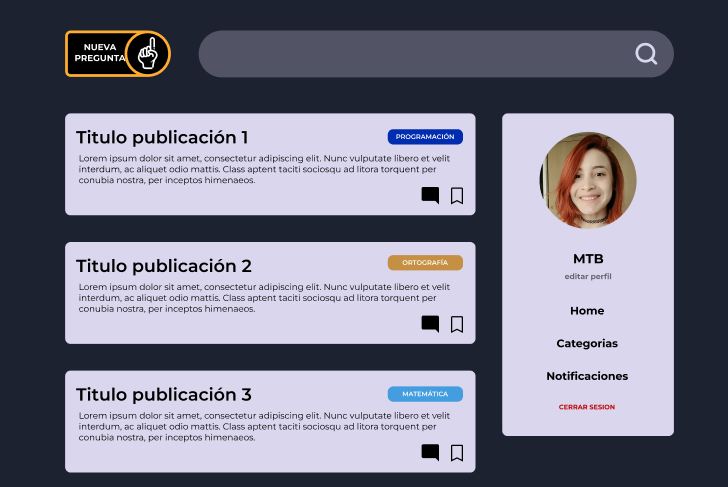 NUEVA
PREGUNTA
Titulo publicación 1
PROGRAMACIÓN
Lorem ipsum dolor sit amet, consectetur adipiscing elit. Nunc vulputate libero et velit
interdum, ac aliquet odio mattis. Class aptent taciti sociosqu ad litora torquent per
conubia nostra, per inceptos himenaeos.
Titulo publicación 2
ORTOGRAFÍA
Lorem ipsum dolor sit amet, consectetur adipiscing elit. Nunc vulputate libero et velit
interdum, ac aliquet odio mattis. Class aptent taciti sociosqu ad litora torquent per
conubia nostra, per inceptos himenaeos.
Titulo publicación 3
MATEMÁTICA
Lorem ipsum dolor sit amet, consectetur adipiscing elit. Nunc vulputate libero et velit
interdum, ac aliquet odio mattis. Class aptent taciti sociosqu ad litora torquent per
conubia nostra, per inceptos himenaeos.
MTB
editar perfil
Home
Categorias
Notificaciones
CERRAR SESION